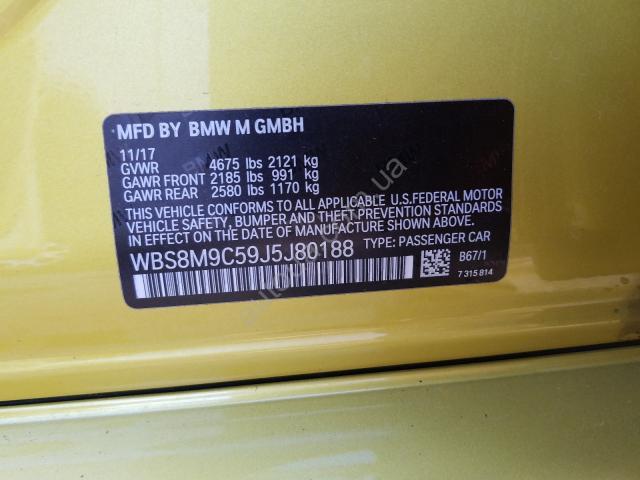 MFD BY BMW M GMBH
11/17
GVWR 4675 lbs 2121 kg
GAWR FRONT 2185 lbs 991 kg
GAWR REAR 2580 lbs 1170 kg
THIS VEHICLE CONFORMS TO ALL APPLICABLE U.S.FEDERAL MOTOR
VEHICLE SAFETY, BUMPER AND THEFT PREVENTION STANDARDS
IN EFFECT ON THE DATE OF MANUFACTURE SHOWN ABOVE.
WBS8M9C59J5J80188 TYPE: PASSENGER CAR
B67/1
7 315 814